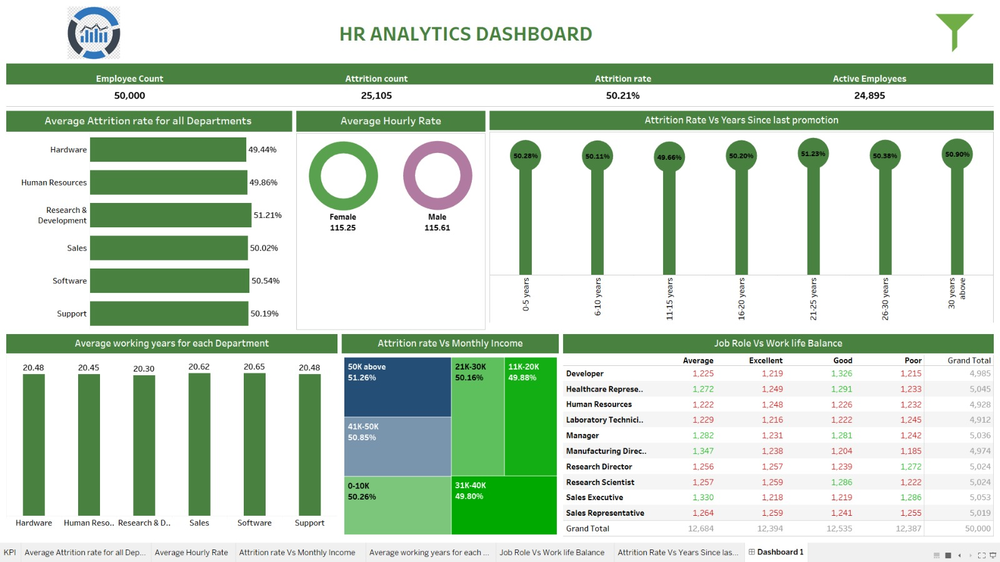 HR ANALYTICS DASHBOARD
Employee Count Attrition count Attrition rate Active Employees
50,000 25,105 50.21% 24,895
Average Attrition rate for all Departments
Hardware 49.44%
Human Resources 49.86%
Research &
Development 51.21%
Sales 50.02%
Software 50.54%
Support 50.19%
Average Hourly Rate
Female Male
115.25 115.61
Attrition Rate Vs Years Since last promotion
50.28% 50.11% 49.66% 50.20% 51.23% 50.38% 50.90%
0-5 years 6-10 years 11-15 years 16-20 years 21-25 years 26-30 years 30 years
above
Average working years for each Department
20.48 20.45 20.30 20.62 20.65 20.48
Hardware Human Reso.. Research & D.. Sales Software Support
Attrition rate Vs Monthly Income
50K above
51.26%
41K-50K
50.85%
0-10K
50.26%
21K-30K
50.16%
11K-20K
49.88%
31K-40K
49.80%
Job Role Vs Work life Balance
Average Excellent Good Poor Grand Total
Developer 1,225 1,219 1,326 1,215 4,985
Healthcare Represe.. 1,272 1,249 1,291 1,233 5,045
Human Resources 1,222 1,248 1,226 1,232 4,928
Laboratory Technici.. 1,229 1,216 1,222 1,245 4,912
Manager 1,282 1,231 1,281 1,242 5,036
Manufacturing Direc.. 1,347 1,238 1,204 1,185 4,974
Research Director 1,256 1,257 1,239 1,272 5,024
Research Scientist 1,257 1,259 1,286 1,222 5,024
Sales Executive 1,330 1,218 1,219 1,286 5,053
Sales Representative 1,264 1,259 1,241 1,255 5,019
Grand Total 12,684 12,394 12,535 12,387 50,000
KPI Average Attrition rate for all Dep... Average Hourly Rate Attrition rate Vs Monthly Income Average working years for each ... Job Role Vs Work life Balance Attrition Rate Vs Years Since las... Dashboard 1